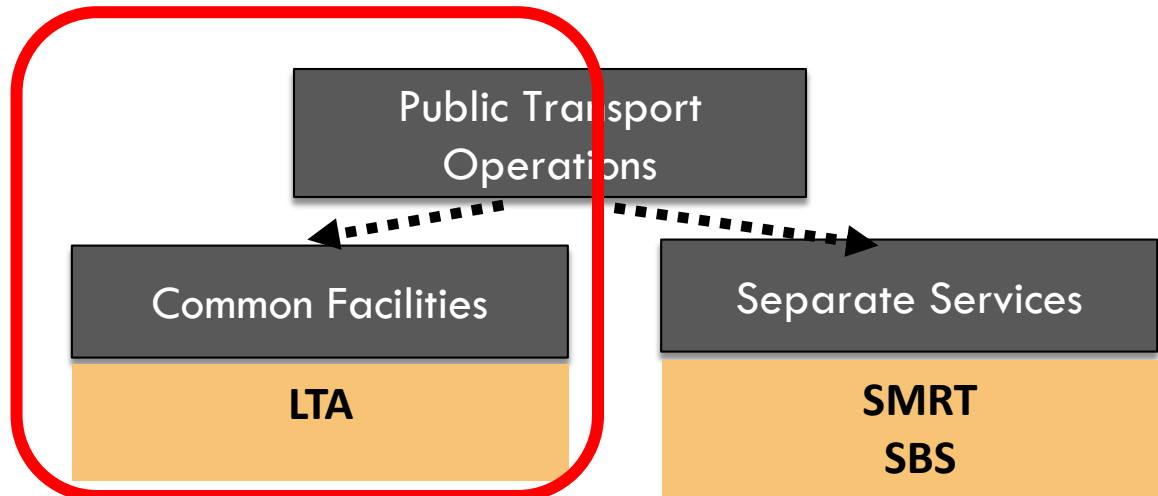 Public Transport
Operations
Common Facilities
Separate Services
LTA
SMRT
SBS